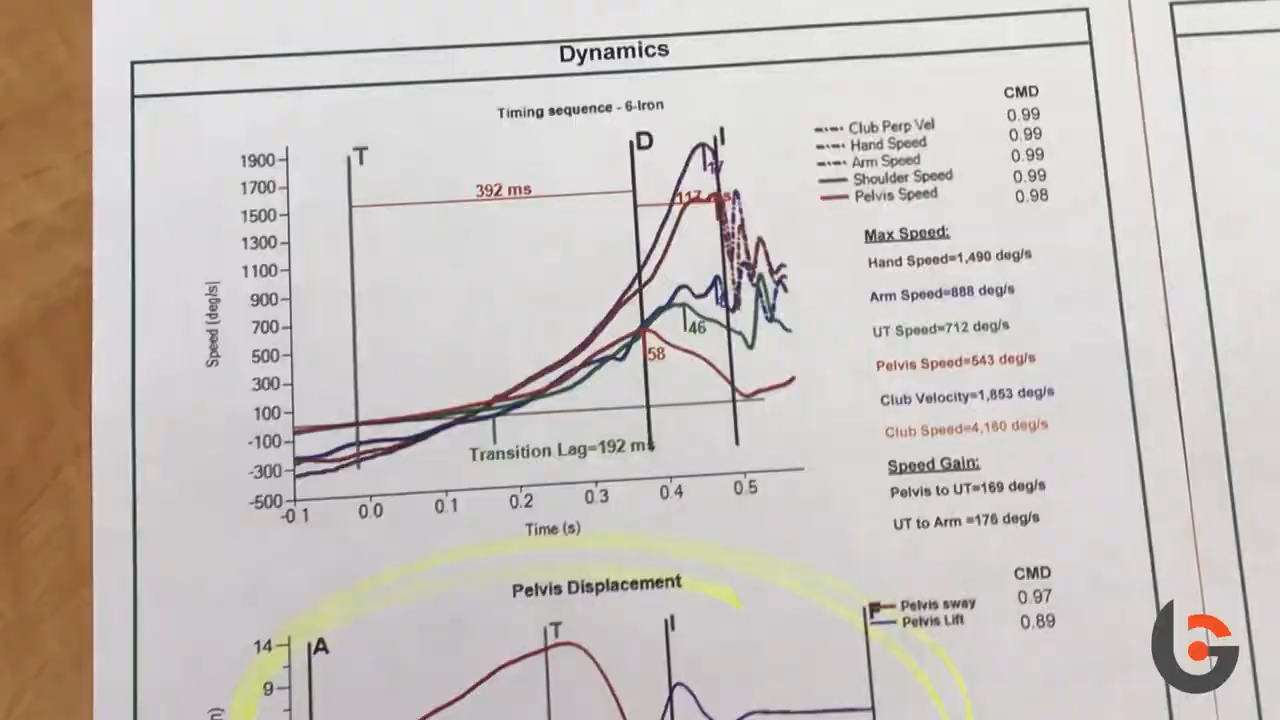 Dynamics
Timing sequence - 6-Iron
CMD
Club Perp Vel 0.99
Hand Speed 0.99
Arm Speed 0.99
Shoulder Speed 0.99
Pelvis Speed 0.98
T
D
I
392 ms
117 ms
17
46
58
Transition Lag=192 ms
1900
1700
1500
1300
1100
900
700
500
300
100
-100
-300
-500
Speed (deg/s)
-0 1 0.0 0.1 0.2 0.3 0.4 0.5
Time (s)
Max Speed:
Hand Speed=1,490 deg/s
Arm Speed=888 deg/s
UT Speed=712 deg/s
Pelvis Speed=543 deg/s
Club Velocity=1,853 deg/s
Club Speed=4,160 deg/s
Speed Gain:
Pelvis to UT=169 deg/s
UT to Arm =176 deg/s
Pelvis Displacement
CMD
Pelvis sway 0.97
Pelvis Lift 0.89
A
T
I
F
14
9